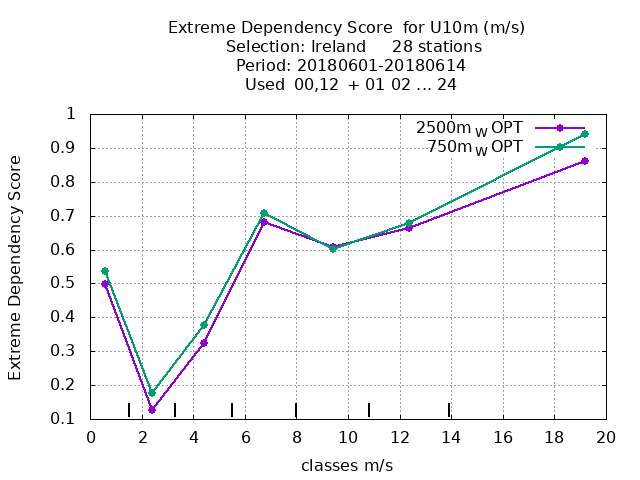 Extreme Dependency Score  for U10m (m/s)
Selection: Ireland     28 stations
Period: 20180601-20180614
Used  00,12  + 01 02 ... 24
2500m W OPT
750m W OPT
Extreme Dependency Score
1
0.9
0.8
0.7
0.6
0.5
0.4
0.3
0.2
0.1
0 2 4 6 8 10 12 14 16 18 20
classes m/s